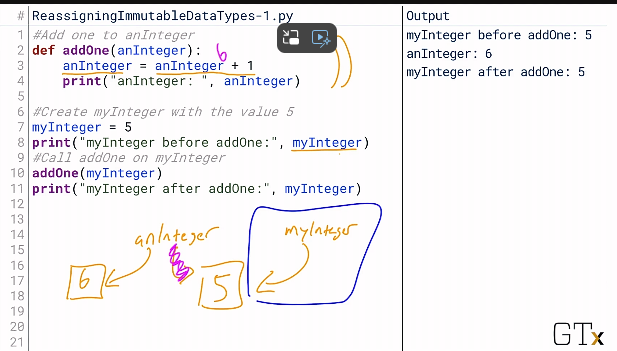 # ReassigningImmutableDataTypes-1.py
1 #Add one to anInteger
2 def addOne(anInteger): 6
3 anInteger = anInteger + 1
4 print("anInteger: ", anInteger)
5
6 #Create myInteger with the value 5
7 myInteger = 5
8 print("myInteger before addOne:", myInteger)
9 #Call addOne on myInteger
10 addOne(myInteger)
11 print("myInteger after addOne:", myInteger)
12
13
14
15
16
17
18
19
20
21
anInteger
myInteger
6
5
Output
myInteger before addOne: 5
anInteger: 6
myInteger after addOne: 5
GTx